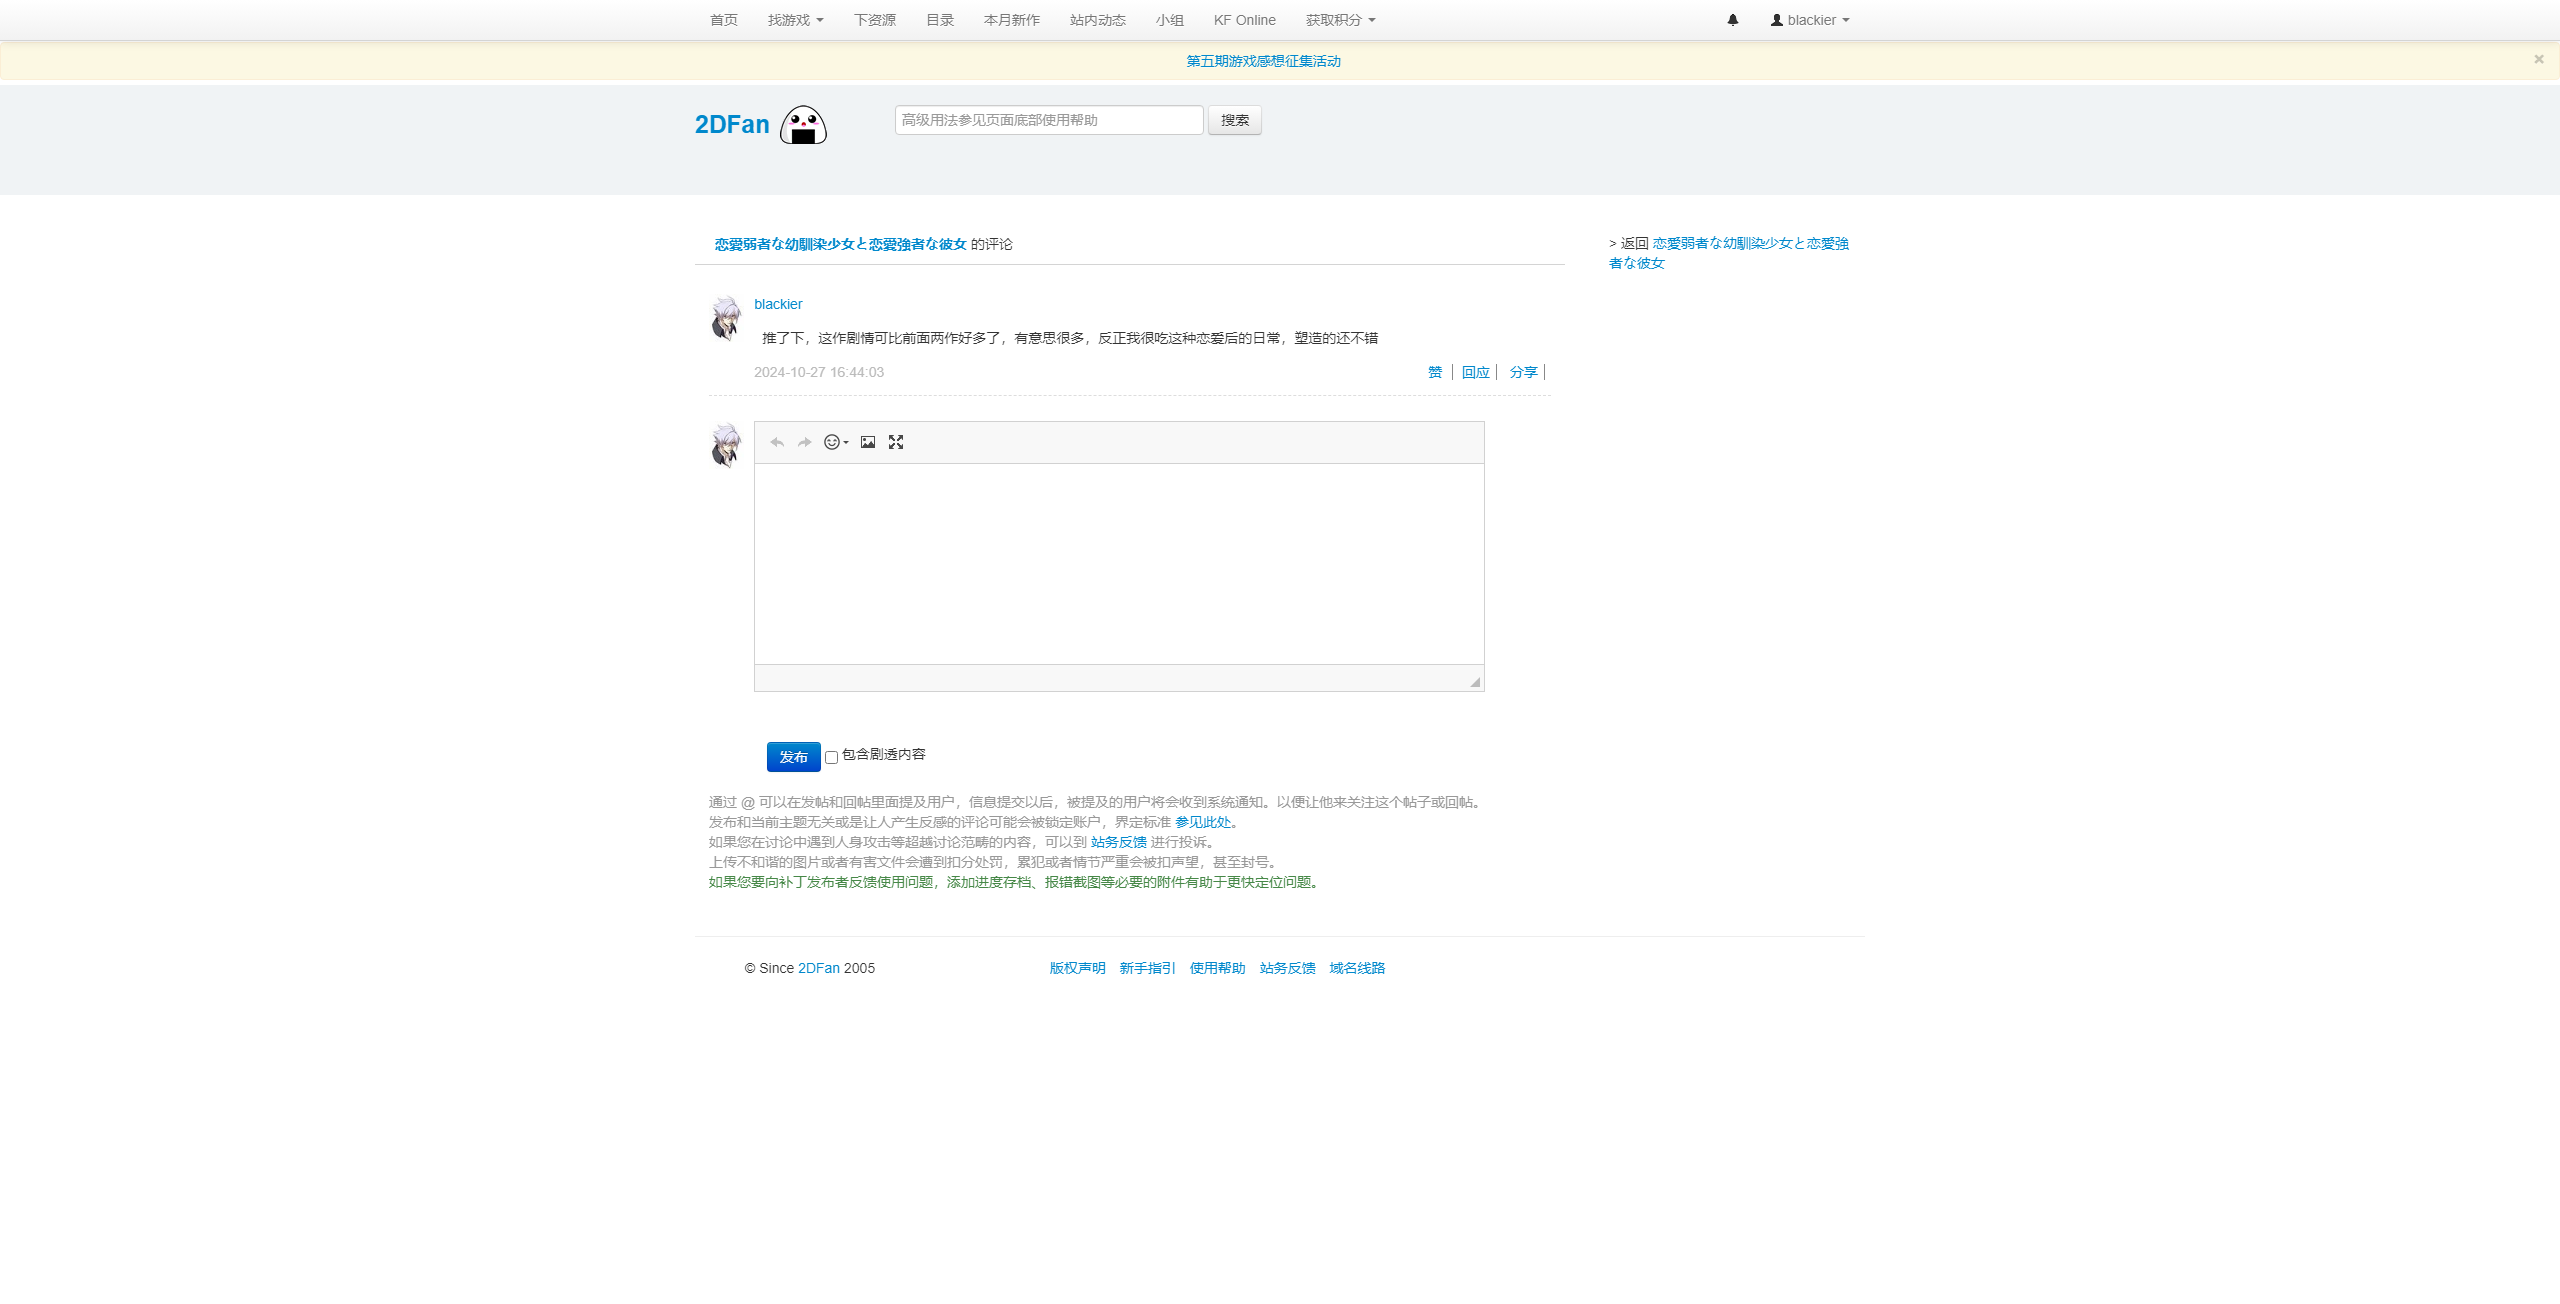 首页 找游戏 下资源 目录 本月新作 站内动态 小组 KF Online 获取积分 blackier
第五期游戏感想征集活动 ×
2DFan 高级用法参见页面底部使用帮助 搜索
恋愛弱者な幼馴染少女と恋愛強者な彼女 的评论
> 返回 恋愛弱者な幼馴染少女と恋愛強
者な彼女
blackier
推了下，这作剧情可比前面两作好多了，有意思很多，反正我很吃这种恋爱后的日常，塑造的还不错
2024-10-27 16:44:03 赞 回应 分享
发布 包含剧透内容
通过 @ 可以在发帖和回帖里面提及用户，信息提交以后，被提及的用户将会收到系统通知。以便让他来关注这个帖子或回帖。
发布和当前主题无关或是让人产生反感的评论可能会被锁定账户，界定标准 参见此处。
如果您在讨论中遇到人身攻击等超越讨论范畴的内容，可以到 站务反馈 进行投诉。
上传不和谐的图片或者有害文件会遭到扣分处罚，累犯或者情节严重会被扣声望，甚至封号。
如果您要向补丁发布者反馈使用问题，添加进度存档、报错截图等必要的附件有助于更快定位问题。
© Since 2DFan 2005 版权声明 新手指引 使用帮助 站务反馈 域名线路